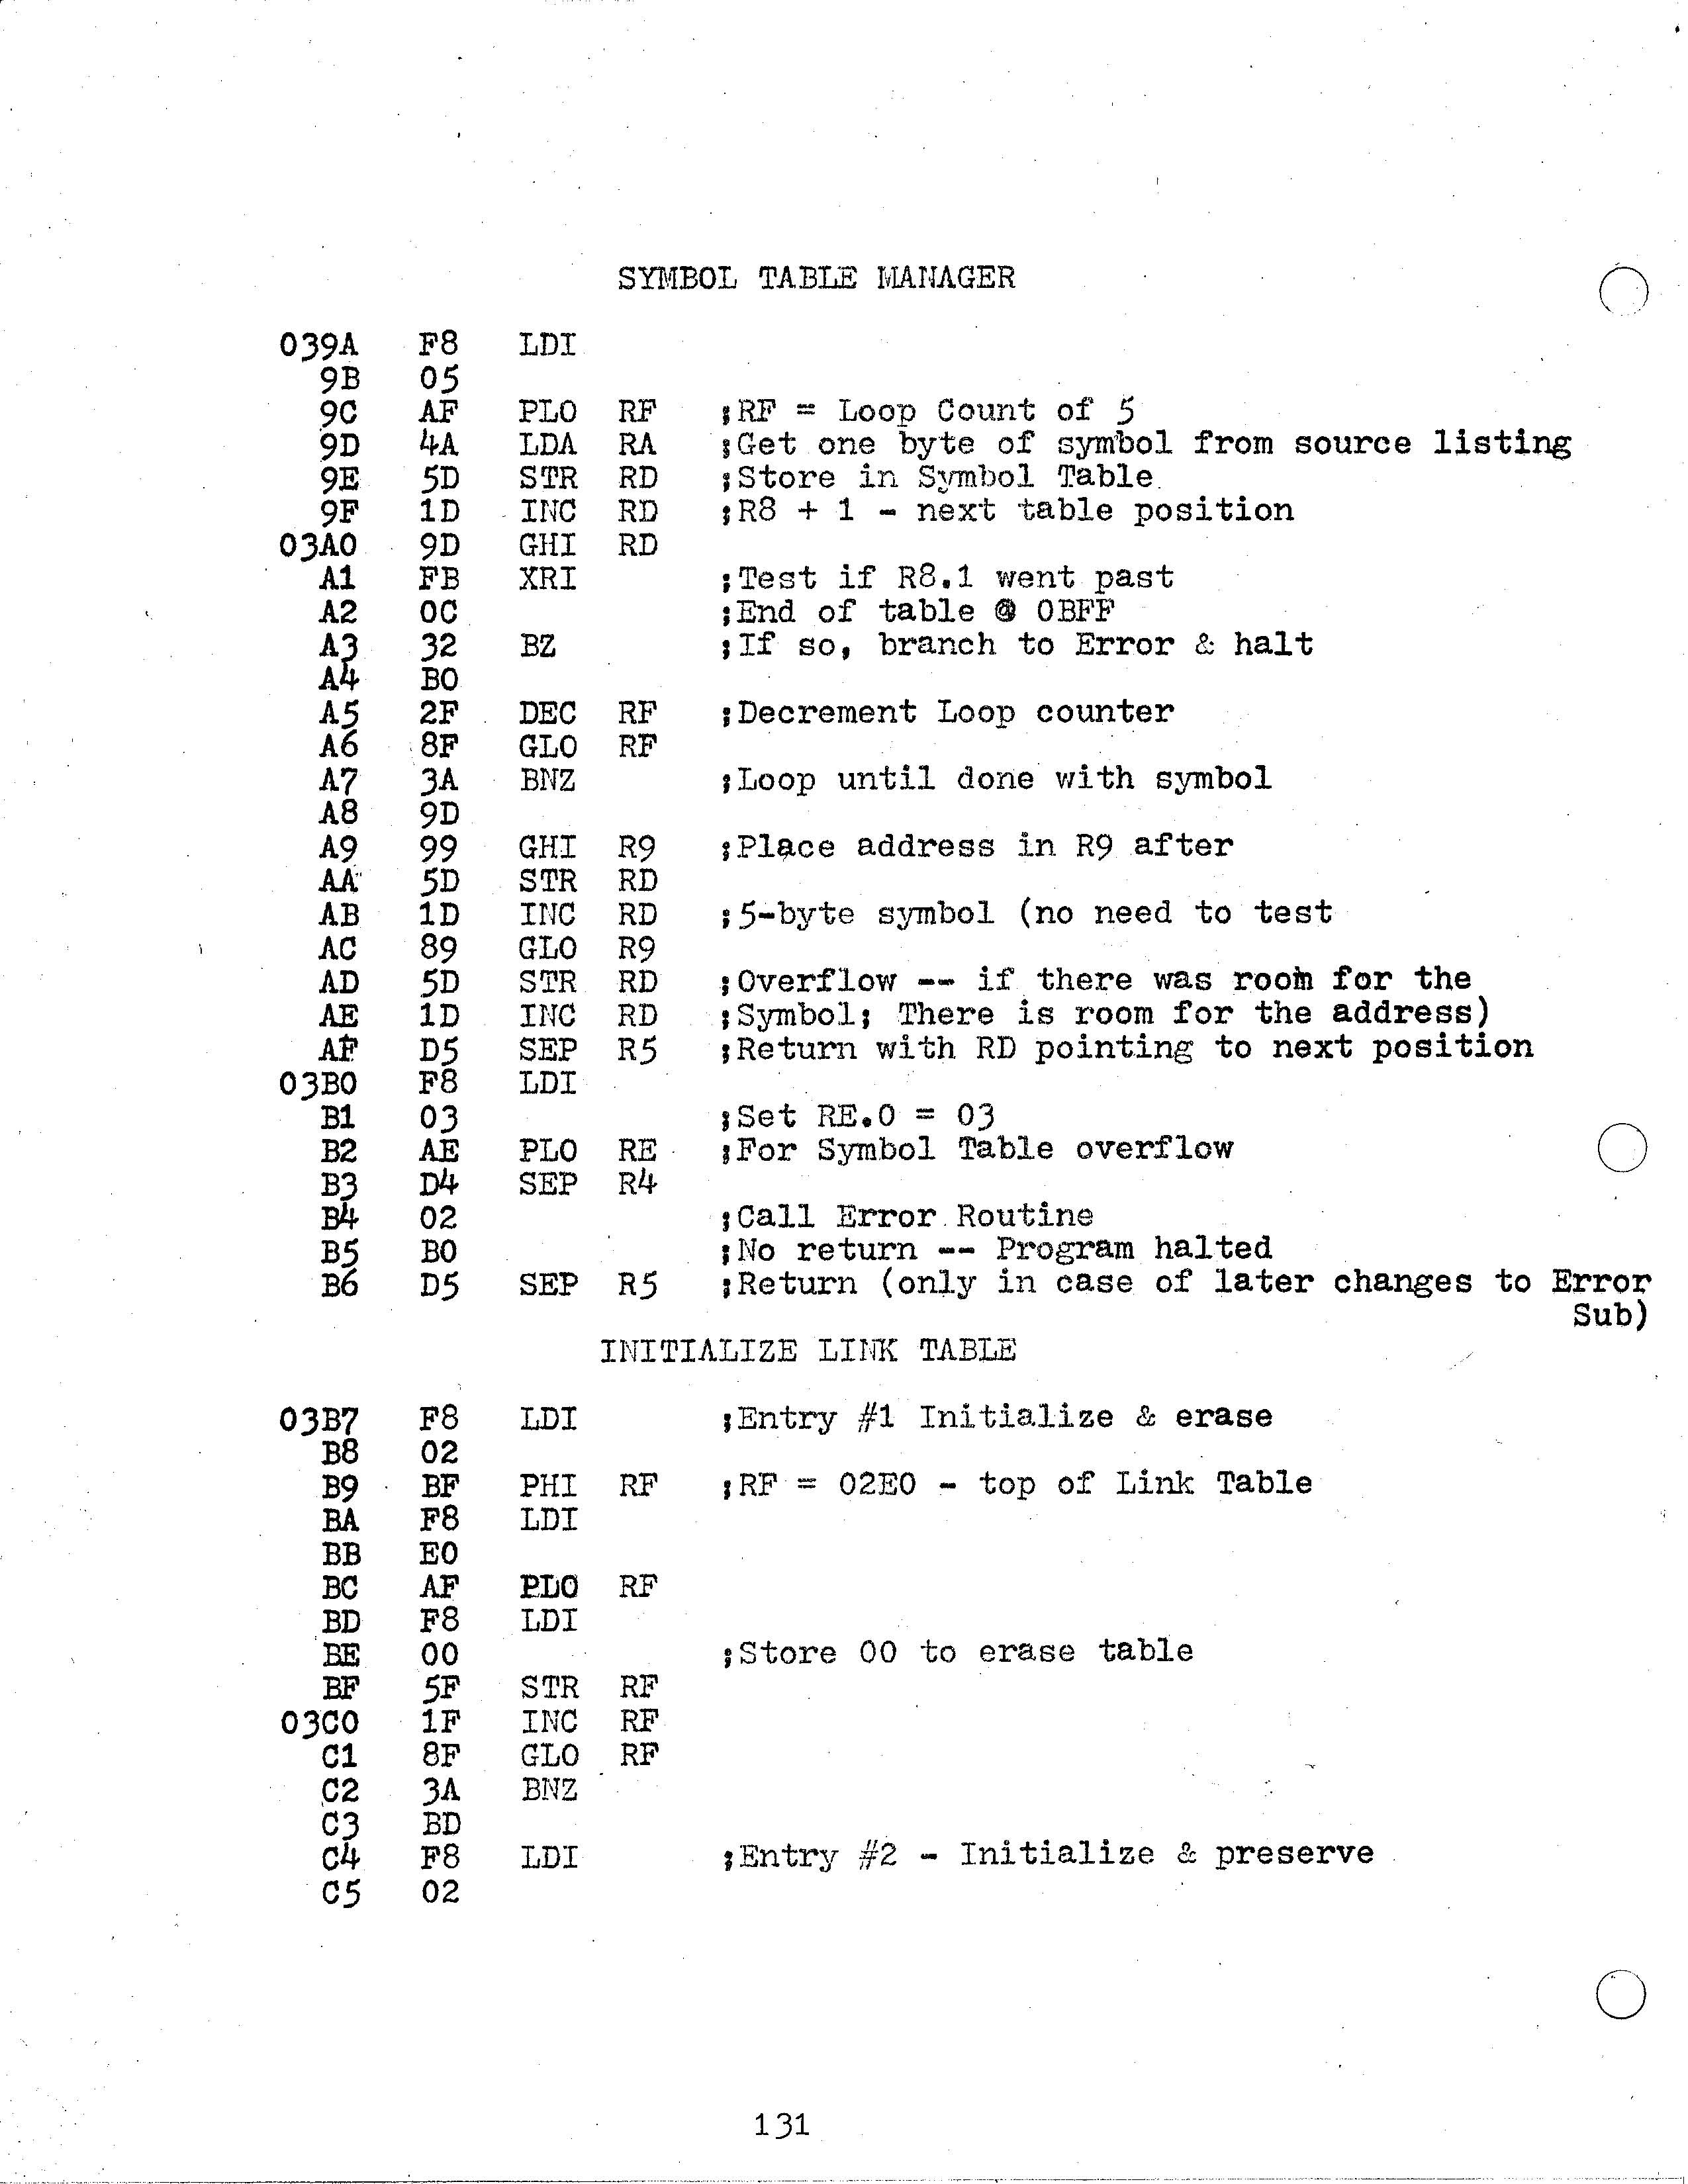 SYMBOL TABLE MANAGER
039A F8 LDI
9B 05
9C AF PLO RF ;RF = Loop Count of 5
9D 4A LDA RA ;Get one byte of symbol from source listing
9E 5D STR RD ;Store in Symbol Table
9F 1D INC RD ;R8 + 1 - next table position
03A0 9D GHI RD
A1 FB XRI ;Test if R8.1 went past
A2 0C ;End of table @ 0BFF
A3 32 BZ ;If so, branch to Error & halt
A4 B0
A5 2F DEC RF ;Decrement Loop counter
A6 8F GLO RF
A7 3A BNZ ;Loop until done with symbol
A8 9D
A9 99 GHI R9 ;Place address in R9 after
AA 5D STR RD
AB 1D INC RD ;5-byte symbol (no need to test
AC 89 GLO R9
AD 5D STR RD ;Overflow -- if there was room for the
AE 1D INC RD ;Symbol; There is room for the address)
AF D5 SEP R5 ;Return with RD pointing to next position
03B0 F8 LDI
B1 03 ;Set RE.0 = 03
B2 AE PLO RE ;For Symbol Table overflow
B3 D4 SEP R4
B4 02 ;Call Error Routine
B5 B0 ;No return -- Program halted
B6 D5 SEP R5 ;Return (only in case of later changes to Error
Sub)
INITIALIZE LINK TABLE
03B7 F8 LDI ;Entry #1 Initialize & erase
B8 02
B9 BF PHI RF ;RF = 02E0 - top of Link Table
BA F8 LDI
BB E0
BC AF PLO RF
BD F8 LDI
BE 00 ;Store 00 to erase table
BF 5F STR RF
03C0 1F INC RF
C1 8F GLO RF
C2 3A BNZ
C3 BD
C4 F8 LDI ;Entry #2 - Initialize & preserve
C5 02
131